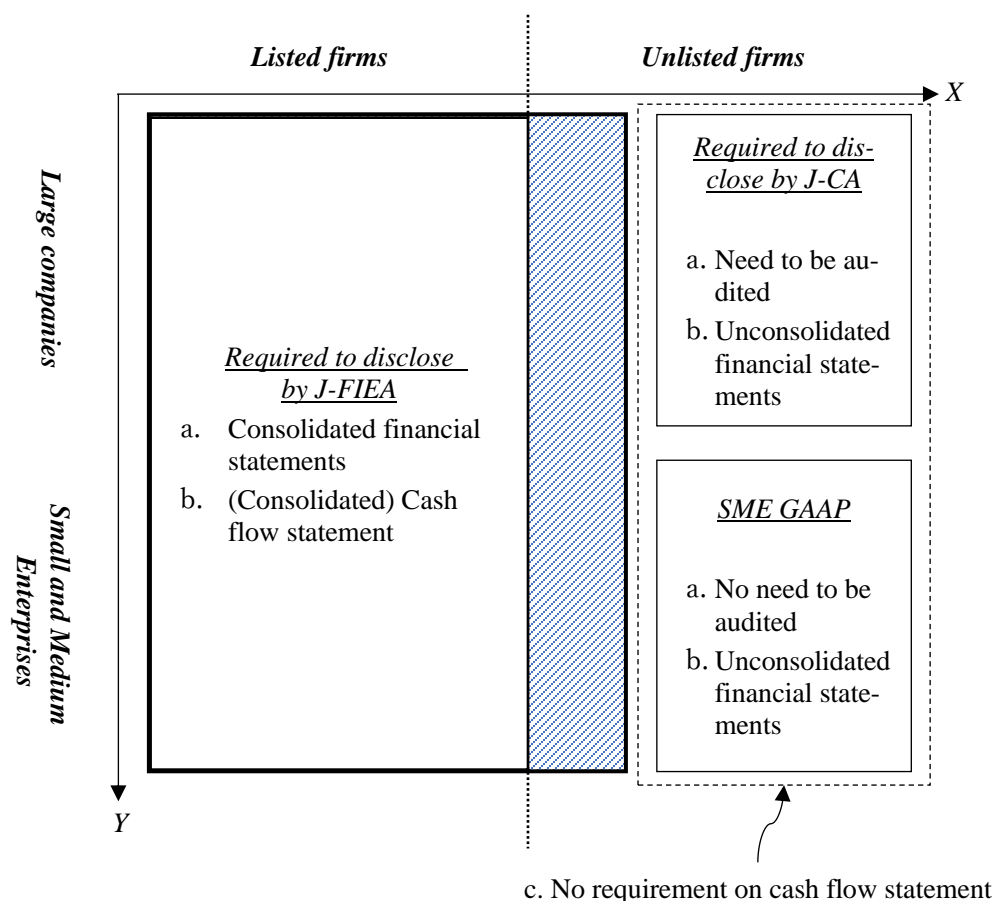 Listed firms
Unlisted firms
X
Large companies
Small and Medium
Enterprises
Required to disclose
by J-FIEA
a. Consolidated financial
statements
b. (Consolidated) Cash
flow statement
Required to dis-
close by J-CA
a. Need to be au-
dited
b. Unconsolidated
financial state-
ments
SME GAAP
a. No need to be
audited
b. Unconsolidated
financial state-
ments
Y
c. No requirement on cash flow statement